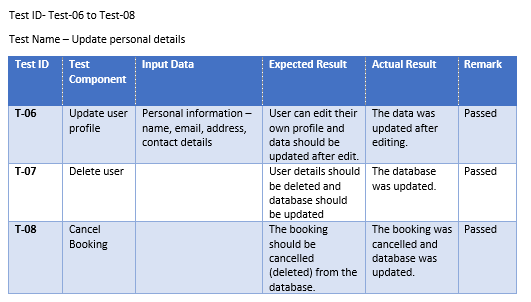 Test ID- Test-06 to Test-08
Test Name – Update personal details
Test ID
Test
Component
Input Data
Expected Result
Actual Result
Remark
T-06
Update user
profile
Personal information –
name, email, address,
contact details
User can edit their
own profile and
data should be
updated after edit.
The data was
updated after
editing.
Passed
T-07
Delete user
User details should
be deleted and
database should
be updated
The database
was updated.
Passed
T-08
Cancel
Booking
The booking
should be
cancelled
(deleted) from the
database.
The booking was
cancelled and
database was
updated.
Passed